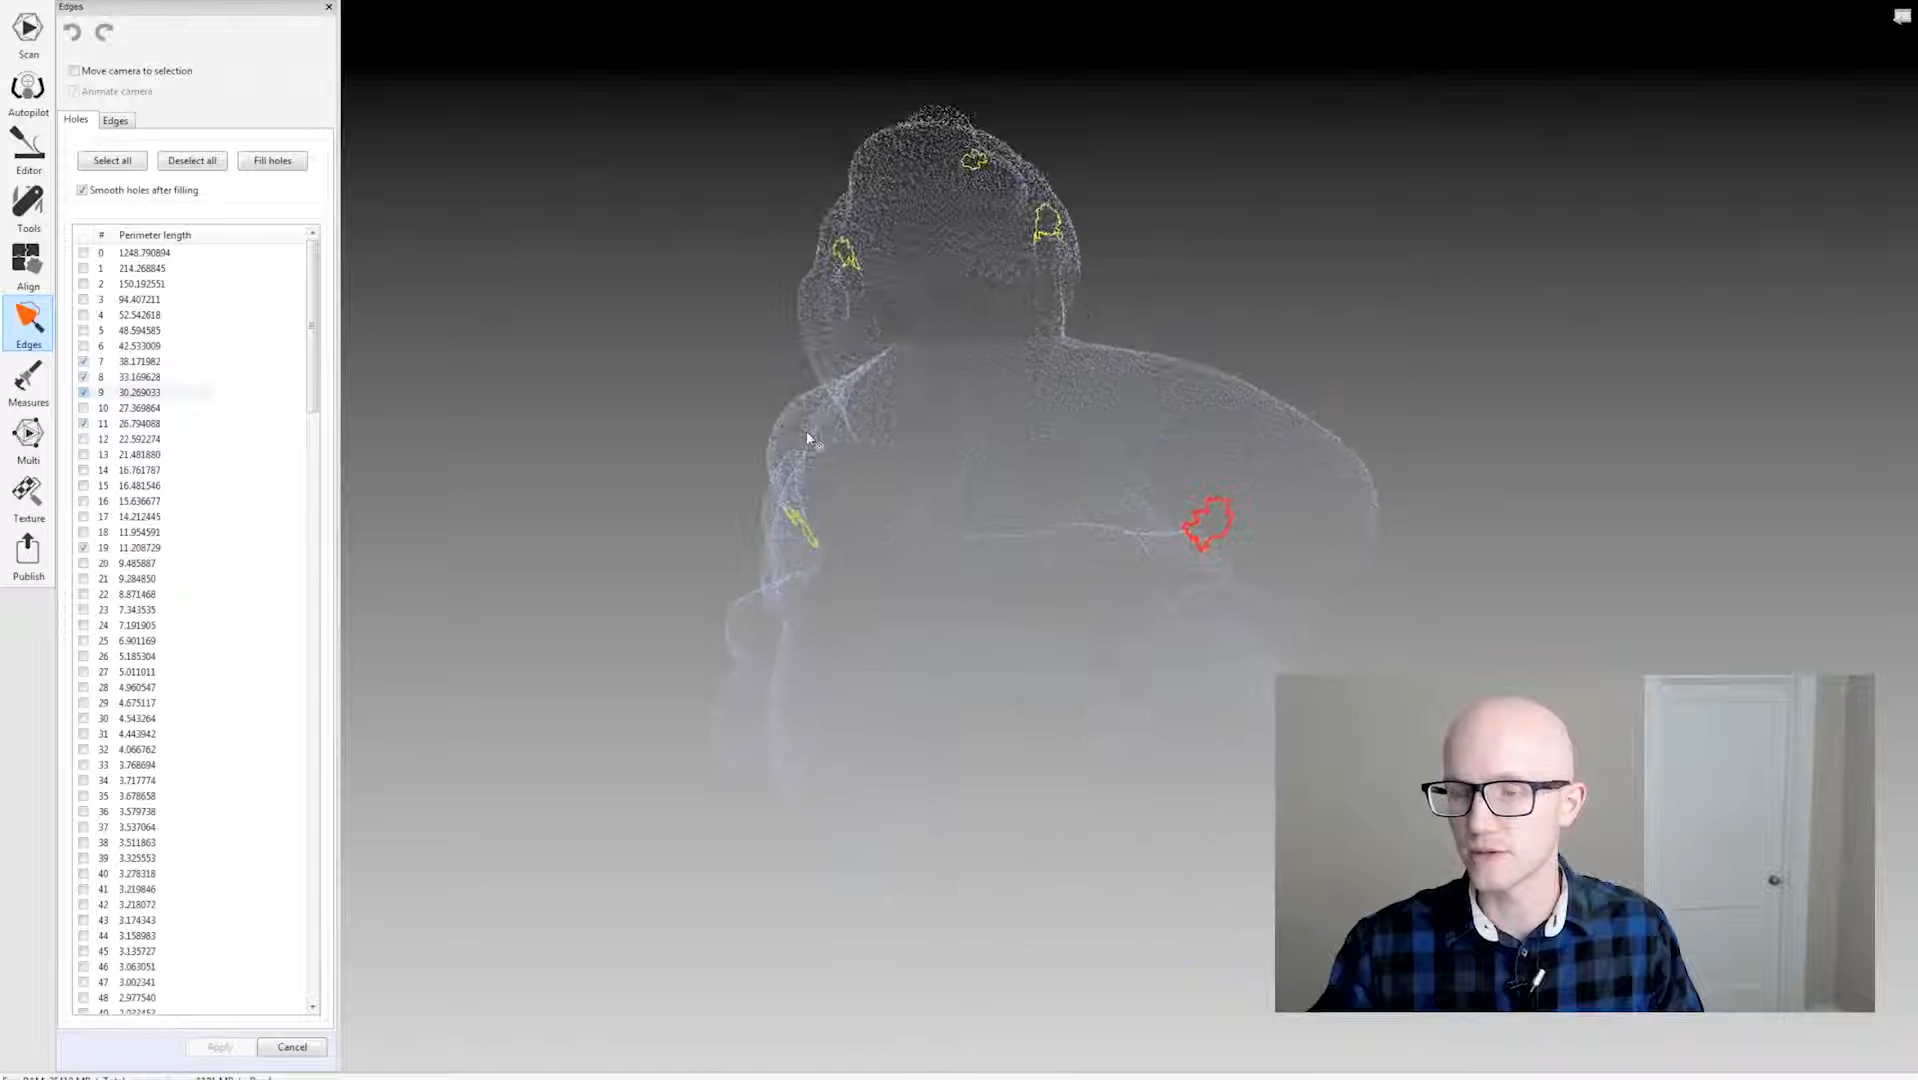 Edges
Scan
Autopilot
Editor
Tools
Align
Edges
Measures
Multi
Texture
Publish
Move camera to selection
Animate camera
Holes Edges
Select all Deselect all Fill holes
Smooth holes after filling
# Perimeter length
0 1248.790894
1 214.268845
2 150.192551
3 94.407211
4 52.542618
5 48.594585
6 42.533009
7 38.171982
8 33.169628
9 30.269033
10 27.369864
11 26.794088
12 22.592274
13 21.481880
14 16.761787
15 16.481546
16 15.636677
17 14.212445
18 11.954591
19 11.208729
20 9.485887
21 9.284850
22 8.871468
23 7.343535
24 7.191905
25 6.901169
26 5.185304
27 5.011011
28 4.960547
29 4.675117
30 4.543264
31 4.443942
32 4.066762
33 3.768694
34 3.717774
35 3.678658
36 3.579738
37 3.537064
38 3.511863
39 3.325553
40 3.278318
41 3.219846
42 3.218072
43 3.174343
44 3.158983
45 3.135727
46 3.063051
47 3.002341
48 2.977540
Apply Cancel